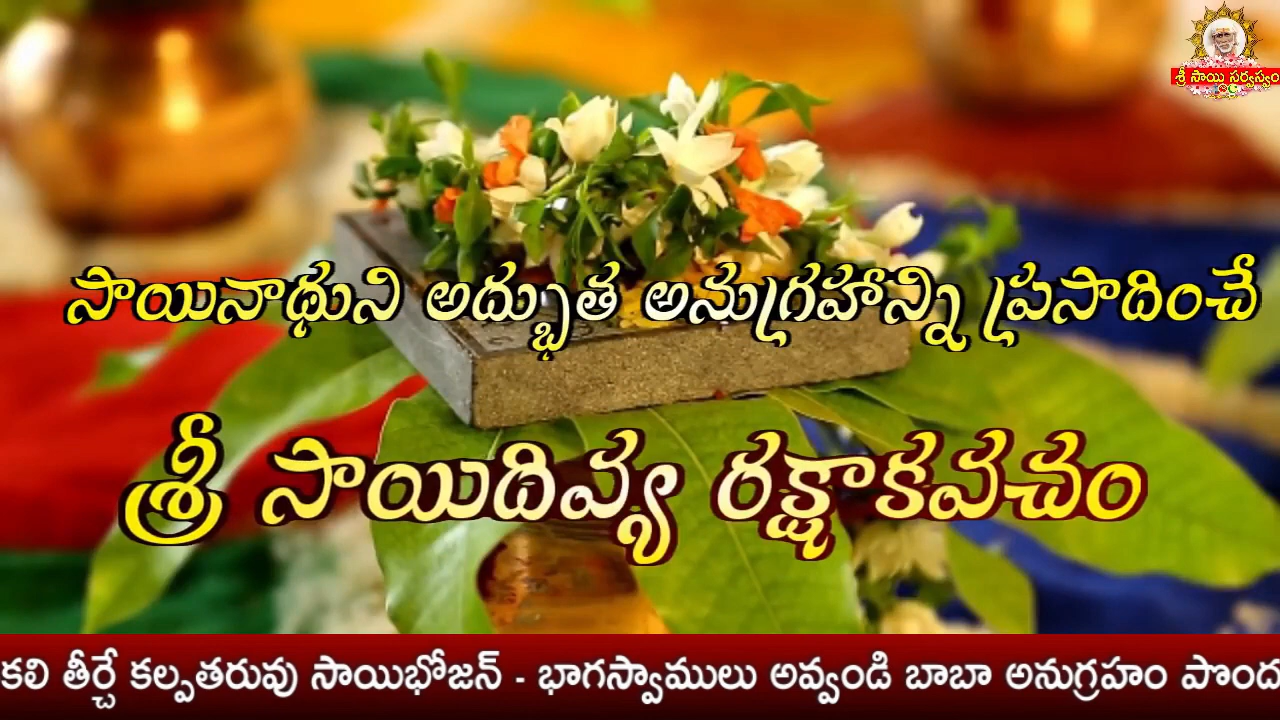 శ్రీ సాయి సర్వస్వం
సాయినాథుని అద్భుత అనుగ్రహాన్ని ప్రసాదించే
శ్రీ సాయిదివ్య రక్షాకవచం
కలి తీర్చే కల్పతరువు సాయిభోజన్ - భాగస్వాములు అవ్వండి బాబా అనుగ్రహం పొంద